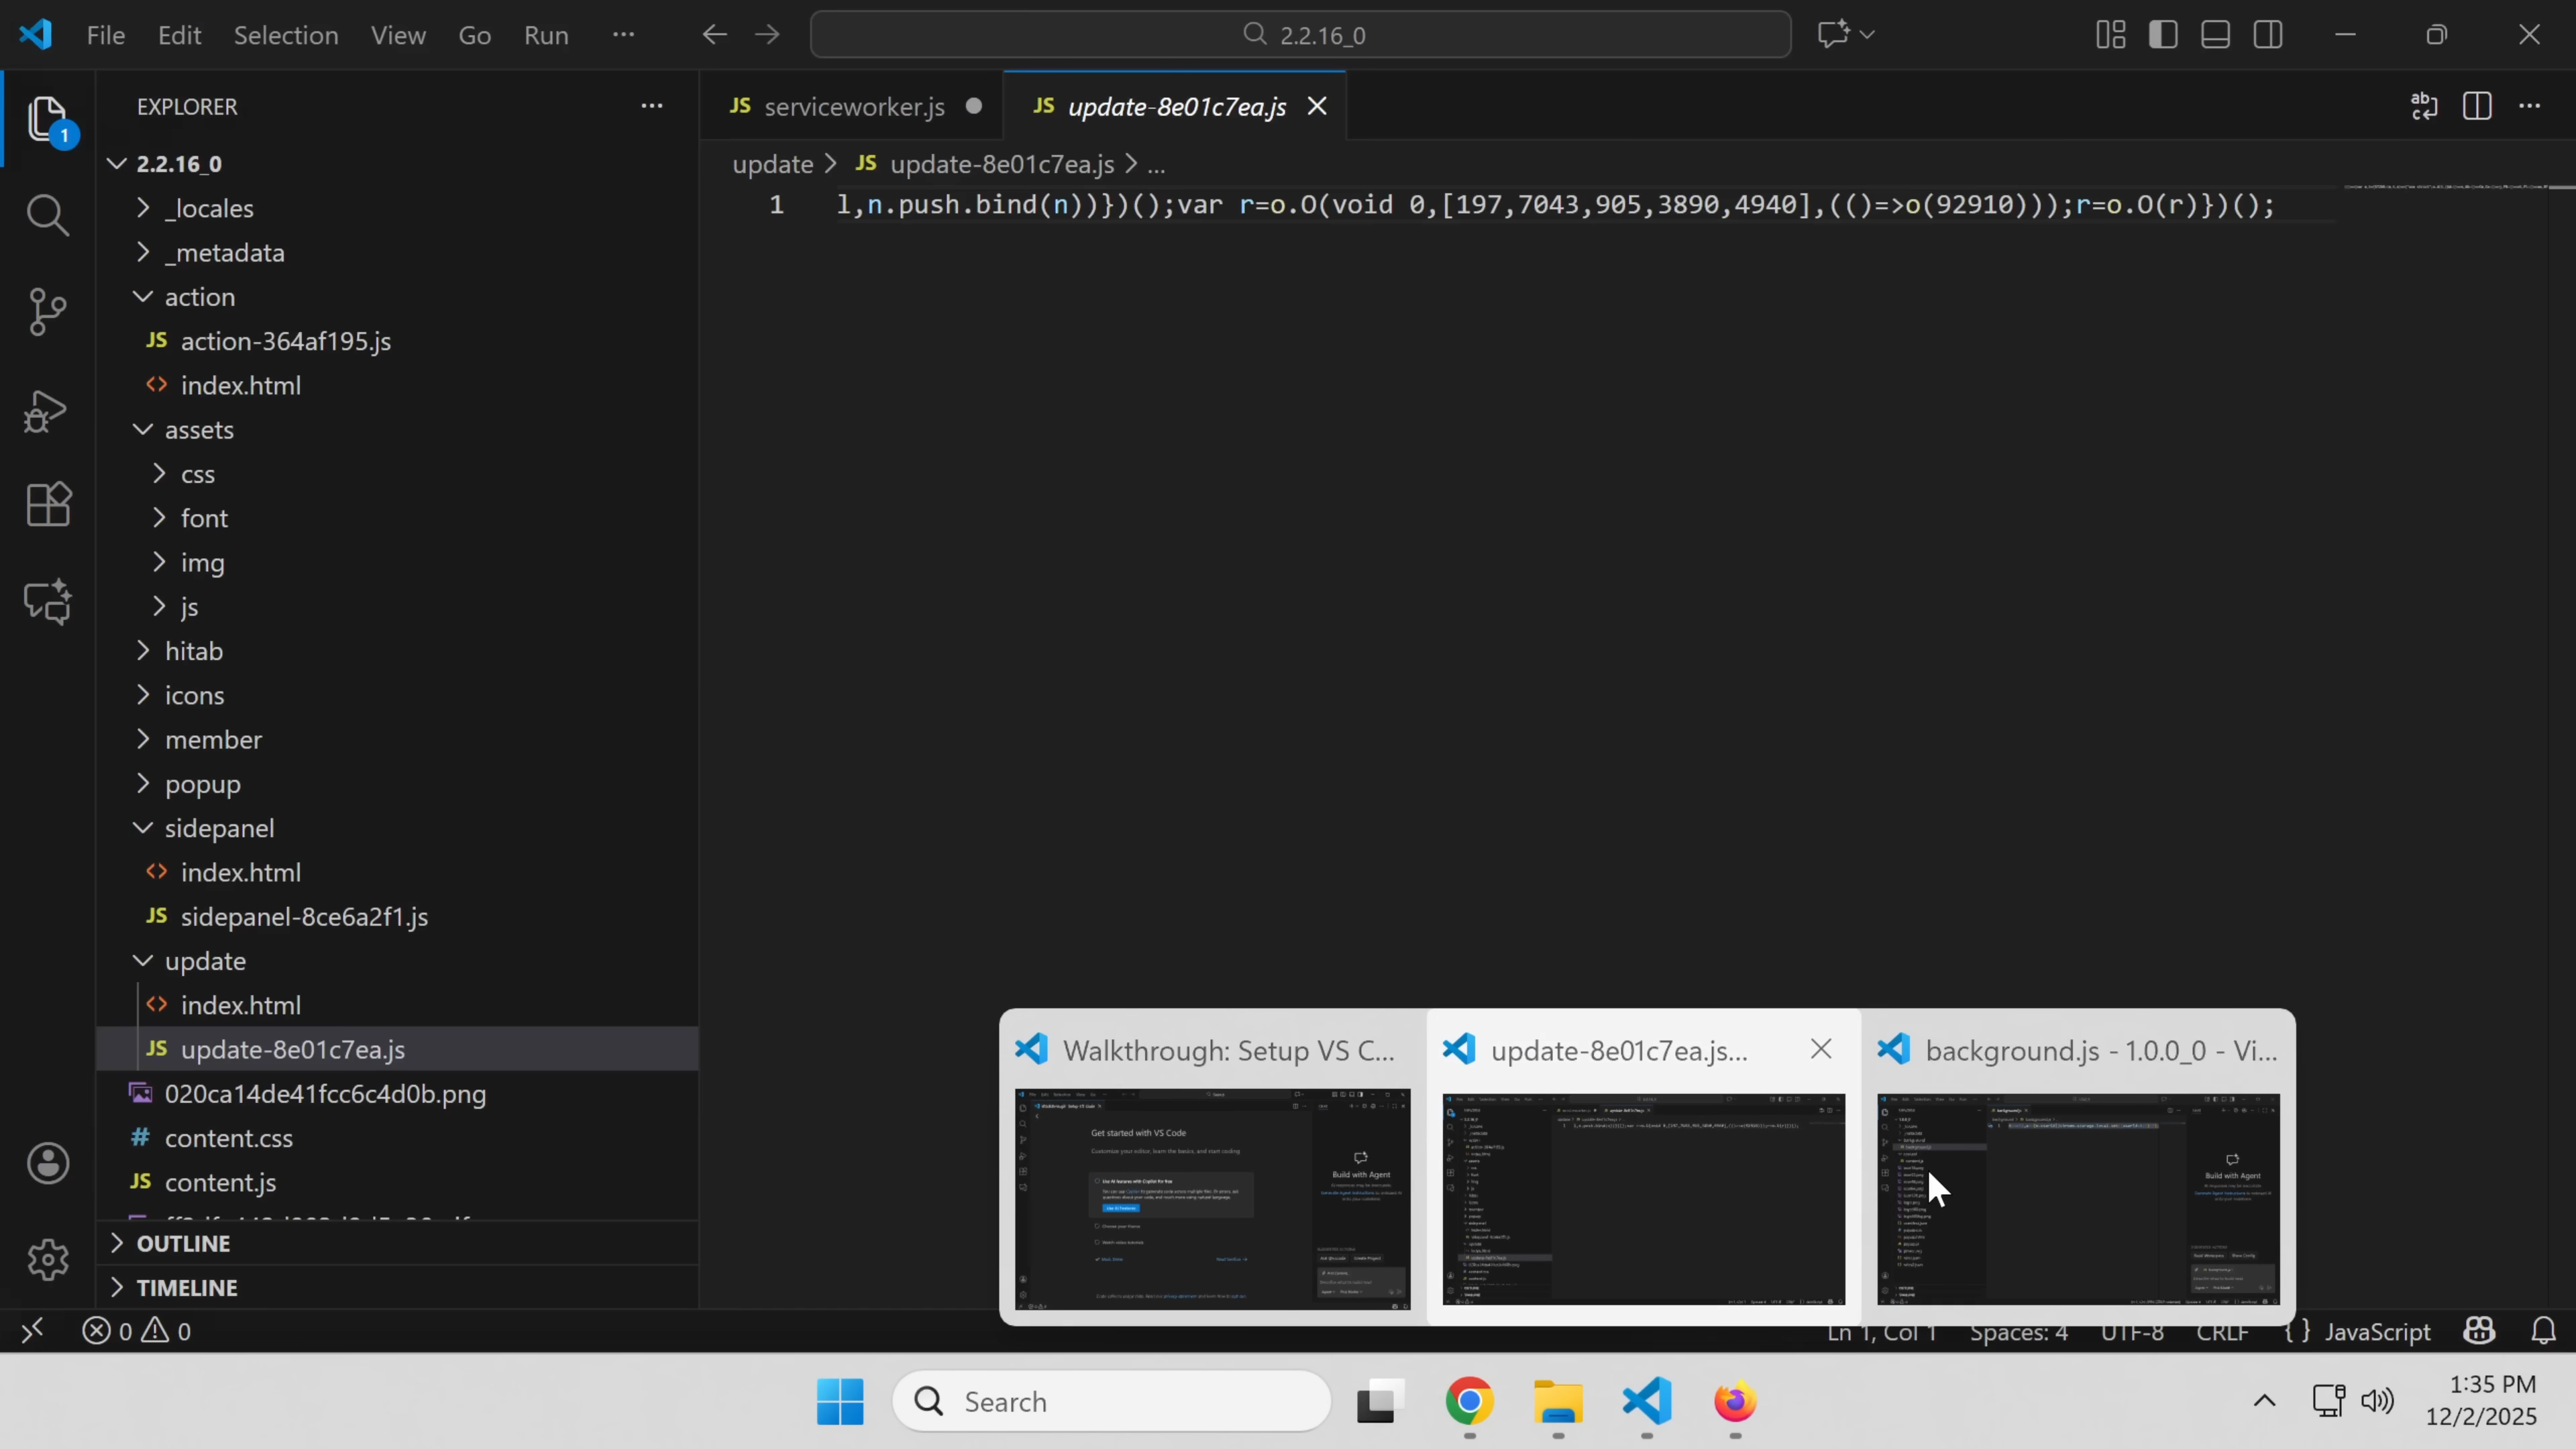 File Edit Selection View Go Run ···
2.2.16_0
EXPLORER
1
2.2.16_0
_locales
_metadata
action
JS action-364af195.js
<> index.html
assets
css
font
img
js
hitab
icons
member
popup
sidepanel
<> index.html
JS sidepanel-8ce6a2f1.js
update
<> index.html
JS update-8e01c7ea.js
020ca14de41fcc6c4d0b.png
# content.css
JS content.js
OUTLINE
TIMELINE
JS serviceworker.js
JS update-8e01c7ea.js
update > JS update-8e01c7ea.js > ...
1 l,n.push.bind(n))})();var r=o.O(void 0,[197,7043,905,3890,4940],(()=>o(92910)));r=o.O(r)})();
Walkthrough: Setup VS C...
update-8e01c7ea.js...
background.js - 1.0.0_0 - Vi...
Get started with VS Code
Build with Agent
Build with Agent
0 0
Ln 1, Col 1 Spaces: 4 UTF-8 CRLF { } JavaScript
Search
1:35 PM
12/2/2025